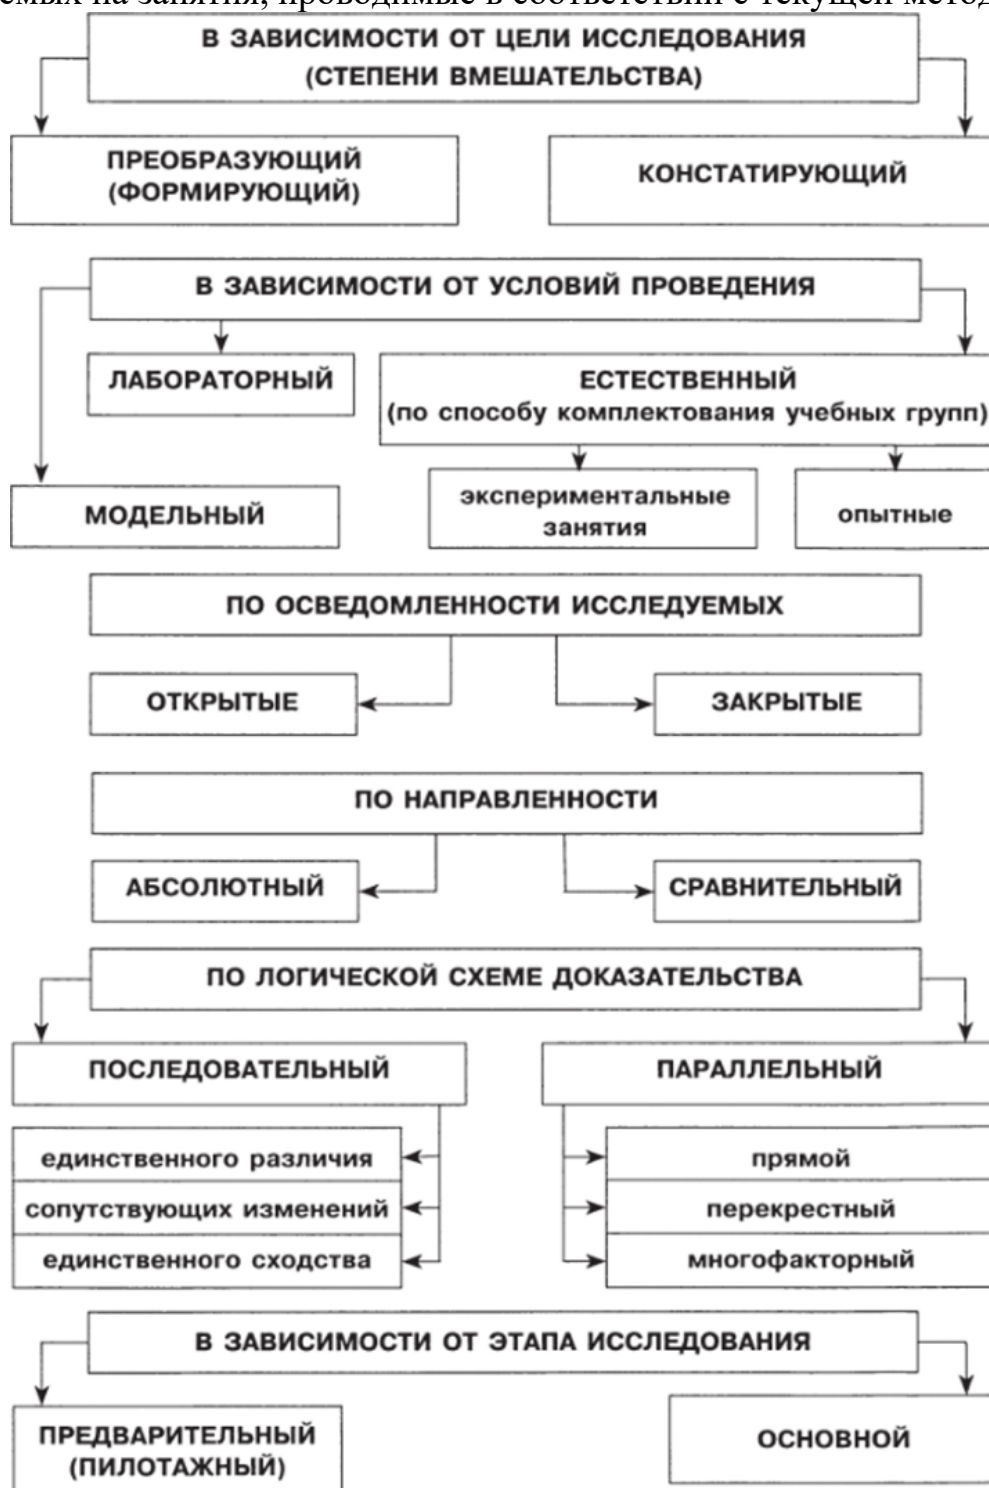 емых на занятия, проводимые в соответствии с текущей метод
В ЗАВИСИМОСТИ ОТ ЦЕЛИ ИССЛЕДОВАНИЯ
(СТЕПЕНИ ВМЕШАТЕЛЬСТВА)
ПРЕОБРАЗУЮЩИЙ
(ФОРМИРУЮЩИЙ)
КОНСТАТИРУЮЩИЙ
В ЗАВИСИМОСТИ ОТ УСЛОВИЙ ПРОВЕДЕНИЯ
ЛАБОРАТОРНЫЙ
ЕСТЕСТВЕННЫЙ
(по способу комплектования учебных групп)
МОДЕЛЬНЫЙ
экспериментальные
занятия
опытные
ПО ОСВЕДОМЛЕННОСТИ ИССЛЕДУЕМЫХ
ОТКРЫТЫЕ
ЗАКРЫТЫЕ
ПО НАПРАВЛЕННОСТИ
АБСОЛЮТНЫЙ
СРАВНИТЕЛЬНЫЙ
ПО ЛОГИЧЕСКОЙ СХЕМЕ ДОКАЗАТЕЛЬСТВА
ПОСЛЕДОВАТЕЛЬНЫЙ
ПАРАЛЛЕЛЬНЫЙ
единственного различия
сопутствующих изменений
единственного сходства
прямой
перекрестный
многофакторный
В ЗАВИСИМОСТИ ОТ ЭТАПА ИССЛЕДОВАНИЯ
ПРЕДВАРИТЕЛЬНЫЙ
(ПИЛОТАЖНЫЙ)
ОСНОВНОЙ